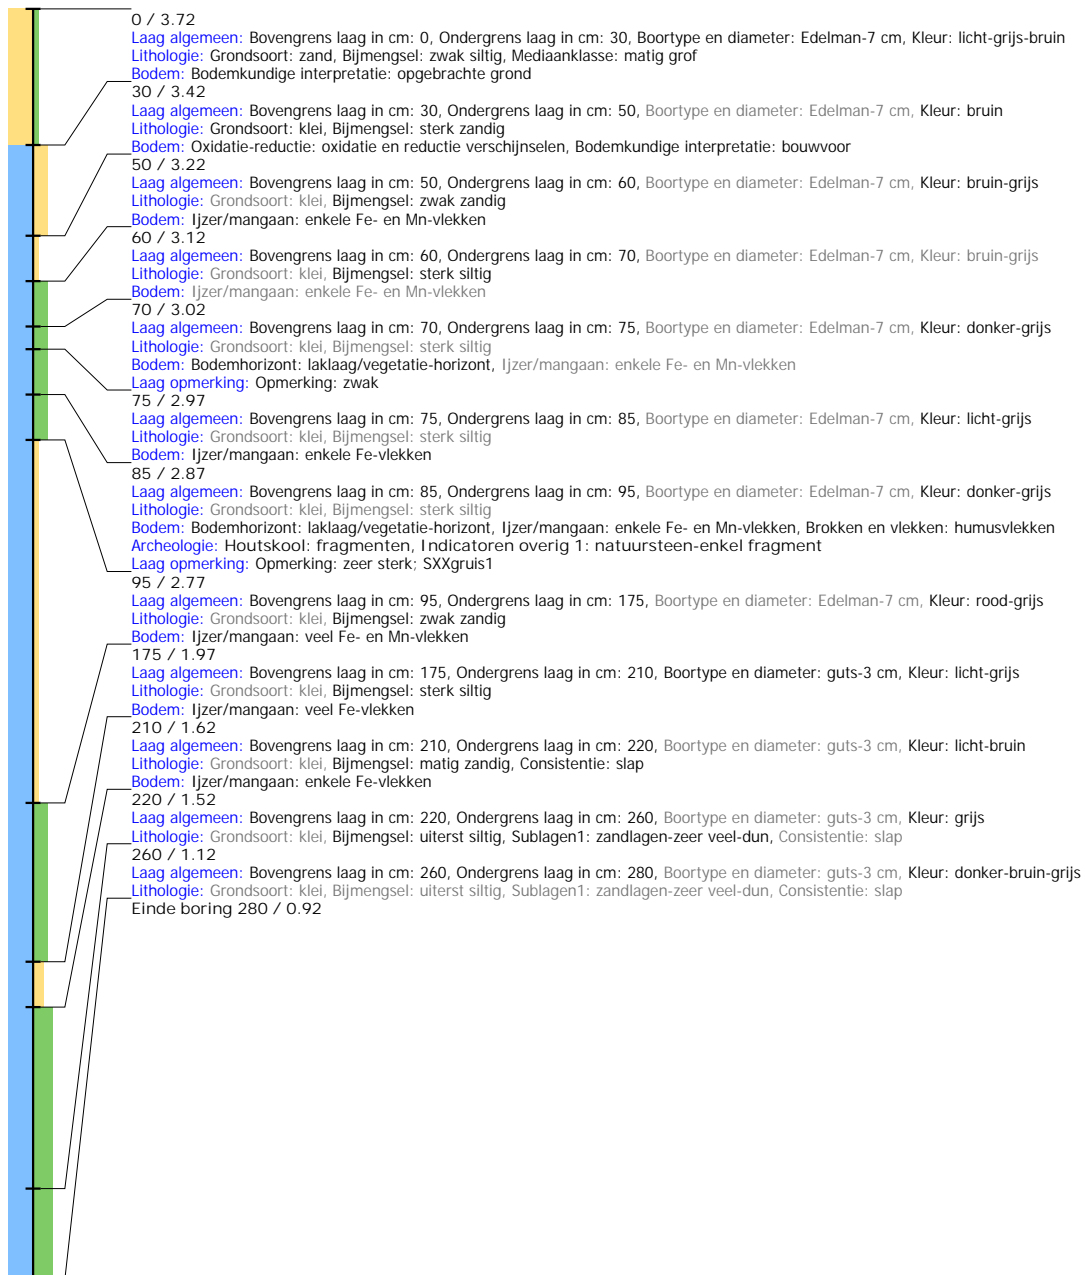 0 / 3.72
Laag algemeen: Bovengrens laag in cm: 0, Ondergrens laag in cm: 30, Boortype en diameter: Edelman-7 cm, Kleur: licht-grijs-bruin
Lithologie: Grondsoort: zand, Bijmengsel: zwak siltig, Mediaanklasse: matig grof
Bodem: Bodemkundige interpretatie: opgebrachte grond
30 / 3.42
Laag algemeen: Bovengrens laag in cm: 30, Ondergrens laag in cm: 50, Boortype en diameter: Edelman-7 cm, Kleur: bruin
Lithologie: Grondsoort: klei, Bijmengsel: sterk zandig
Bodem: Oxidatie-reductie: oxidatie en reductie verschijnselen, Bodemkundige interpretatie: bouwvoor
50 / 3.22
Laag algemeen: Bovengrens laag in cm: 50, Ondergrens laag in cm: 60, Boortype en diameter: Edelman-7 cm, Kleur: bruin-grijs
Lithologie: Grondsoort: klei, Bijmengsel: zwak zandig
Bodem: Ijzer/mangaan: enkele Fe- en Mn-vlekken
60 / 3.12
Laag algemeen: Bovengrens laag in cm: 60, Ondergrens laag in cm: 70, Boortype en diameter: Edelman-7 cm, Kleur: bruin-grijs
Lithologie: Grondsoort: klei, Bijmengsel: sterk siltig
Bodem: Ijzer/mangaan: enkele Fe- en Mn-vlekken
70 / 3.02
Laag algemeen: Bovengrens laag in cm: 70, Ondergrens laag in cm: 75, Boortype en diameter: Edelman-7 cm, Kleur: donker-grijs
Lithologie: Grondsoort: klei, Bijmengsel: sterk siltig
Bodem: Bodemhorizont: laklaag/vegetatie-horizont, Ijzer/mangaan: enkele Fe- en Mn-vlekken
Laag opmerking: Opmerking: zwak
75 / 2.97
Laag algemeen: Bovengrens laag in cm: 75, Ondergrens laag in cm: 85, Boortype en diameter: Edelman-7 cm, Kleur: licht-grijs
Lithologie: Grondsoort: klei, Bijmengsel: sterk siltig
Bodem: Ijzer/mangaan: enkele Fe-vlekken
85 / 2.87
Laag algemeen: Bovengrens laag in cm: 85, Ondergrens laag in cm: 95, Boortype en diameter: Edelman-7 cm, Kleur: donker-grijs
Lithologie: Grondsoort: klei, Bijmengsel: sterk siltig
Bodem: Bodemhorizont: laklaag/vegetatie-horizont, Ijzer/mangaan: enkele Fe- en Mn-vlekken, Brokken en vlekken: humusvlekken
Archeologie: Houtskool: fragmenten, Indicatoren overig 1: natuursteen-enkel fragment
Laag opmerking: Opmerking: zeer sterk; SXXgruis1
95 / 2.77
Laag algemeen: Bovengrens laag in cm: 95, Ondergrens laag in cm: 175, Boortype en diameter: Edelman-7 cm, Kleur: rood-grijs
Lithologie: Grondsoort: klei, Bijmengsel: zwak zandig
Bodem: Ijzer/mangaan: veel Fe- en Mn-vlekken
175 / 1.97
Laag algemeen: Bovengrens laag in cm: 175, Ondergrens laag in cm: 210, Boortype en diameter: guts-3 cm, Kleur: licht-grijs
Lithologie: Grondsoort: klei, Bijmengsel: sterk siltig
Bodem: Ijzer/mangaan: veel Fe-vlekken
210 / 1.62
Laag algemeen: Bovengrens laag in cm: 210, Ondergrens laag in cm: 220, Boortype en diameter: guts-3 cm, Kleur: licht-bruin
Lithologie: Grondsoort: klei, Bijmengsel: matig zandig, Consistentie: slap
Bodem: Ijzer/mangaan: enkele Fe-vlekken
220 / 1.52
Laag algemeen: Bovengrens laag in cm: 220, Ondergrens laag in cm: 260, Boortype en diameter: guts-3 cm, Kleur: grijs
Lithologie: Grondsoort: klei, Bijmengsel: uiterst siltig, Sublagen1: zandlagen-zeer veel-dun, Consistentie: slap
260 / 1.12
Laag algemeen: Bovengrens laag in cm: 260, Ondergrens laag in cm: 280, Boortype en diameter: guts-3 cm, Kleur: donker-bruin-grijs
Lithologie: Grondsoort: klei, Bijmengsel: uiterst siltig, Sublagen1: zandlagen-zeer veel-dun, Consistentie: slap
Einde boring 280 / 0.92